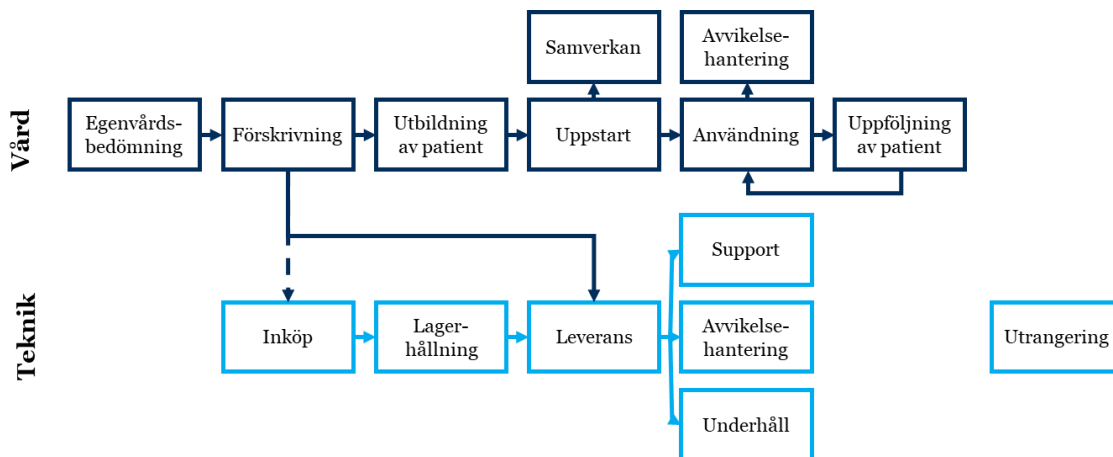 Samverkan
Avvikelse-
hantering
Vård
Egenvårds-
bedömning
Förskrivning
Utbildning
av patient
Uppstart
Användning
Uppföljning
av patient
Support
Teknik
Inköp
Lager-
hållning
Leverans
Avvikelse-
hantering
Utrangering
Underhåll